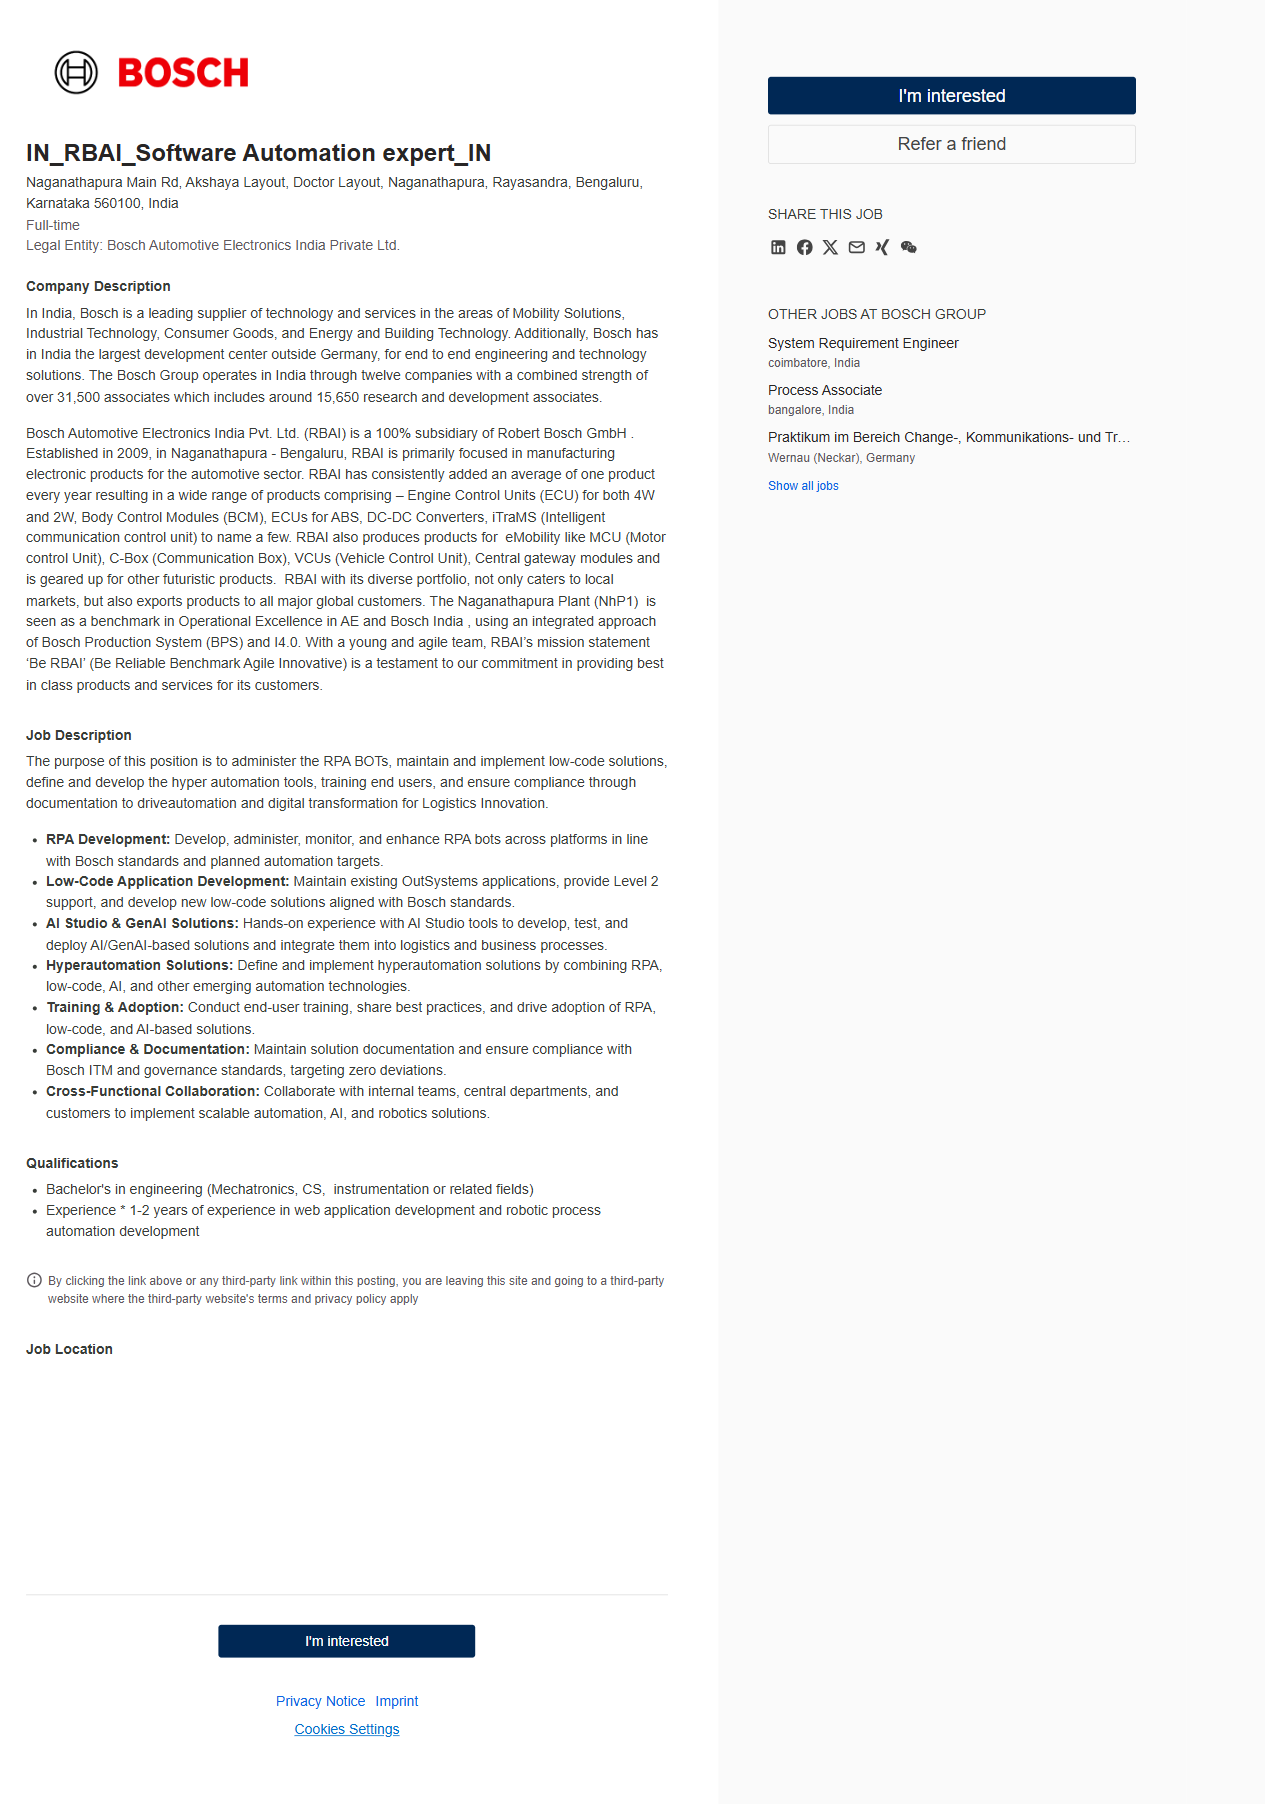 BOSCH
IN_RBAI_Software Automation expert_IN
Naganathapura Main Rd, Akshaya Layout, Doctor Layout, Naganathapura, Rayasandra, Bengaluru,
Karnataka 560100, India
Full-time
Legal Entity: Bosch Automotive Electronics India Private Ltd.
Company Description
In India, Bosch is a leading supplier of technology and services in the areas of Mobility Solutions,
Industrial Technology, Consumer Goods, and Energy and Building Technology. Additionally, Bosch has
in India the largest development center outside Germany, for end to end engineering and technology
solutions. The Bosch Group operates in India through twelve companies with a combined strength of
over 31,500 associates which includes around 15,650 research and development associates.
Bosch Automotive Electronics India Pvt. Ltd. (RBAI) is a 100% subsidiary of Robert Bosch GmbH .
Established in 2009, in Naganathapura - Bengaluru, RBAI is primarily focused in manufacturing
electronic products for the automotive sector. RBAI has consistently added an average of one product
every year resulting in a wide range of products comprising – Engine Control Units (ECU) for both 4W
and 2W, Body Control Modules (BCM), ECUs for ABS, DC-DC Converters, iTraMS (Intelligent
communication control unit) to name a few. RBAI also produces products for  eMobility like MCU (Motor
control Unit), C-Box (Communication Box), VCUs (Vehicle Control Unit), Central gateway modules and
is geared up for other futuristic products.  RBAI with its diverse portfolio, not only caters to local
markets, but also exports products to all major global customers. The Naganathapura Plant (NhP1)  is
seen as a benchmark in Operational Excellence in AE and Bosch India , using an integrated approach
of Bosch Production System (BPS) and I4.0. With a young and agile team, RBAI’s mission statement
‘Be RBAI’ (Be Reliable Benchmark Agile Innovative) is a testament to our commitment in providing best
in class products and services for its customers.
Job Description
The purpose of this position is to administer the RPA BOTs, maintain and implement low-code solutions,
define and develop the hyper automation tools, training end users, and ensure compliance through
documentation to driveautomation and digital transformation for Logistics Innovation.
• RPA Development: Develop, administer, monitor, and enhance RPA bots across platforms in line
with Bosch standards and planned automation targets.
• Low-Code Application Development: Maintain existing OutSystems applications, provide Level 2
support, and develop new low-code solutions aligned with Bosch standards.
• AI Studio & GenAI Solutions: Hands-on experience with AI Studio tools to develop, test, and
deploy AI/GenAI-based solutions and integrate them into logistics and business processes.
• Hyperautomation Solutions: Define and implement hyperautomation solutions by combining RPA,
low-code, AI, and other emerging automation technologies.
• Training & Adoption: Conduct end-user training, share best practices, and drive adoption of RPA,
low-code, and AI-based solutions.
• Compliance & Documentation: Maintain solution documentation and ensure compliance with
Bosch ITM and governance standards, targeting zero deviations.
• Cross-Functional Collaboration: Collaborate with internal teams, central departments, and
customers to implement scalable automation, AI, and robotics solutions.
Qualifications
• Bachelor's in engineering (Mechatronics, CS,  instrumentation or related fields)
• Experience * 1-2 years of experience in web application development and robotic process
automation development
By clicking the link above or any third-party link within this posting, you are leaving this site and going to a third-party
website where the third-party website's terms and privacy policy apply
Job Location
I'm interested
Privacy Notice Imprint
Cookies Settings
I'm interested
Refer a friend
SHARE THIS JOB
OTHER JOBS AT BOSCH GROUP
System Requirement Engineer
coimbatore, India
Process Associate
bangalore, India
Praktikum im Bereich Change-, Kommunikations- und Tr…
Wernau (Neckar), Germany
Show all jobs